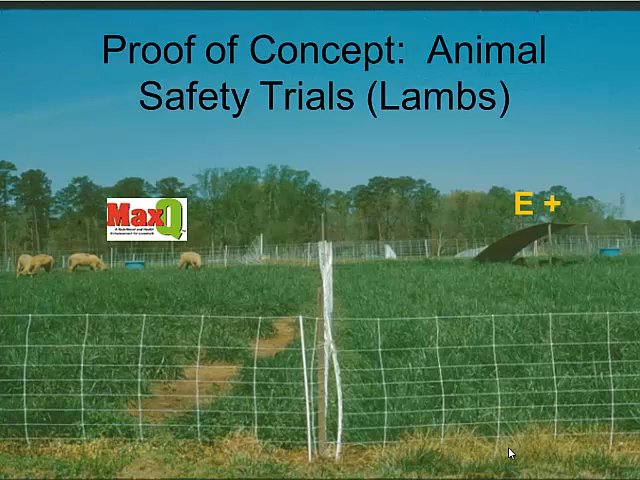 Proof of Concept:  Animal
Safety Trials (Lambs)
E +
MaxQ